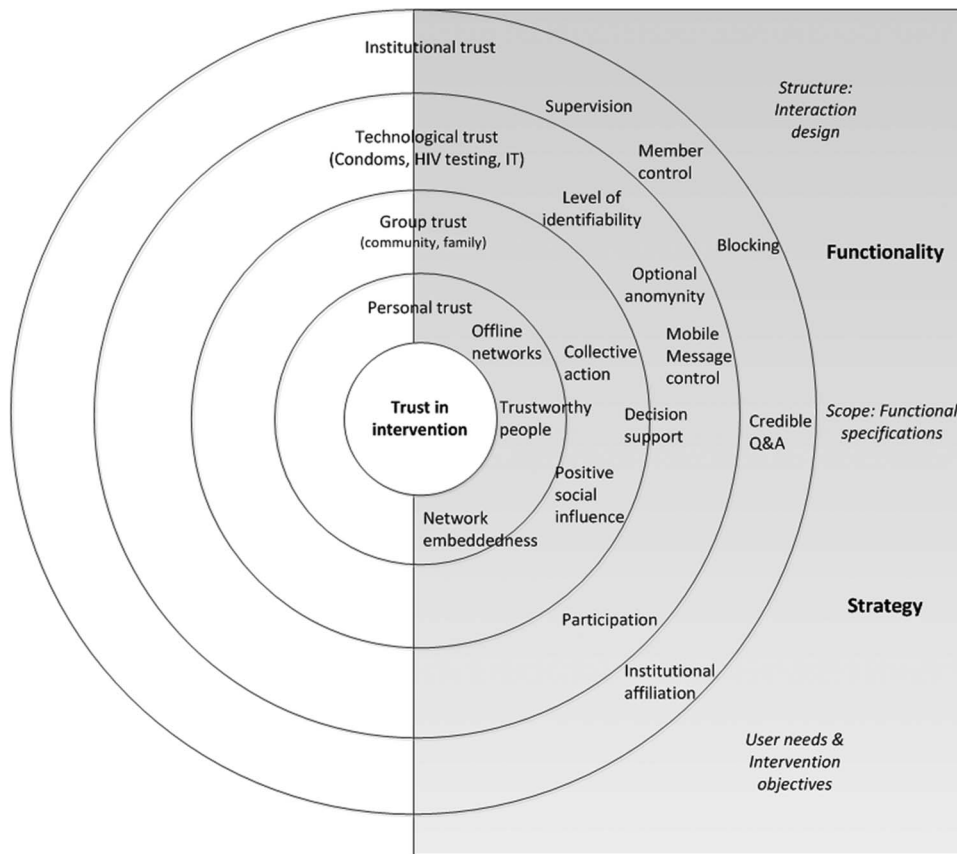 Institutional trust
Structure:
Interaction
design
Supervision
Technological trust
(Condoms, HIV testing, IT)
Member
control
Level of
identifiability
Group trust
(community, family)
Blocking
Functionality
Optional
anomynity
Personal trust
Offline
networks
Collective
action
Mobile
Message
control
Trust in
intervention
Trustworthy
people
Decision
support
Credible
Q&A
Scope: Functional
specifications
Positive
social
influence
Network
embeddedness
Strategy
Participation
Institutional
affiliation
User needs &
Intervention
objectives